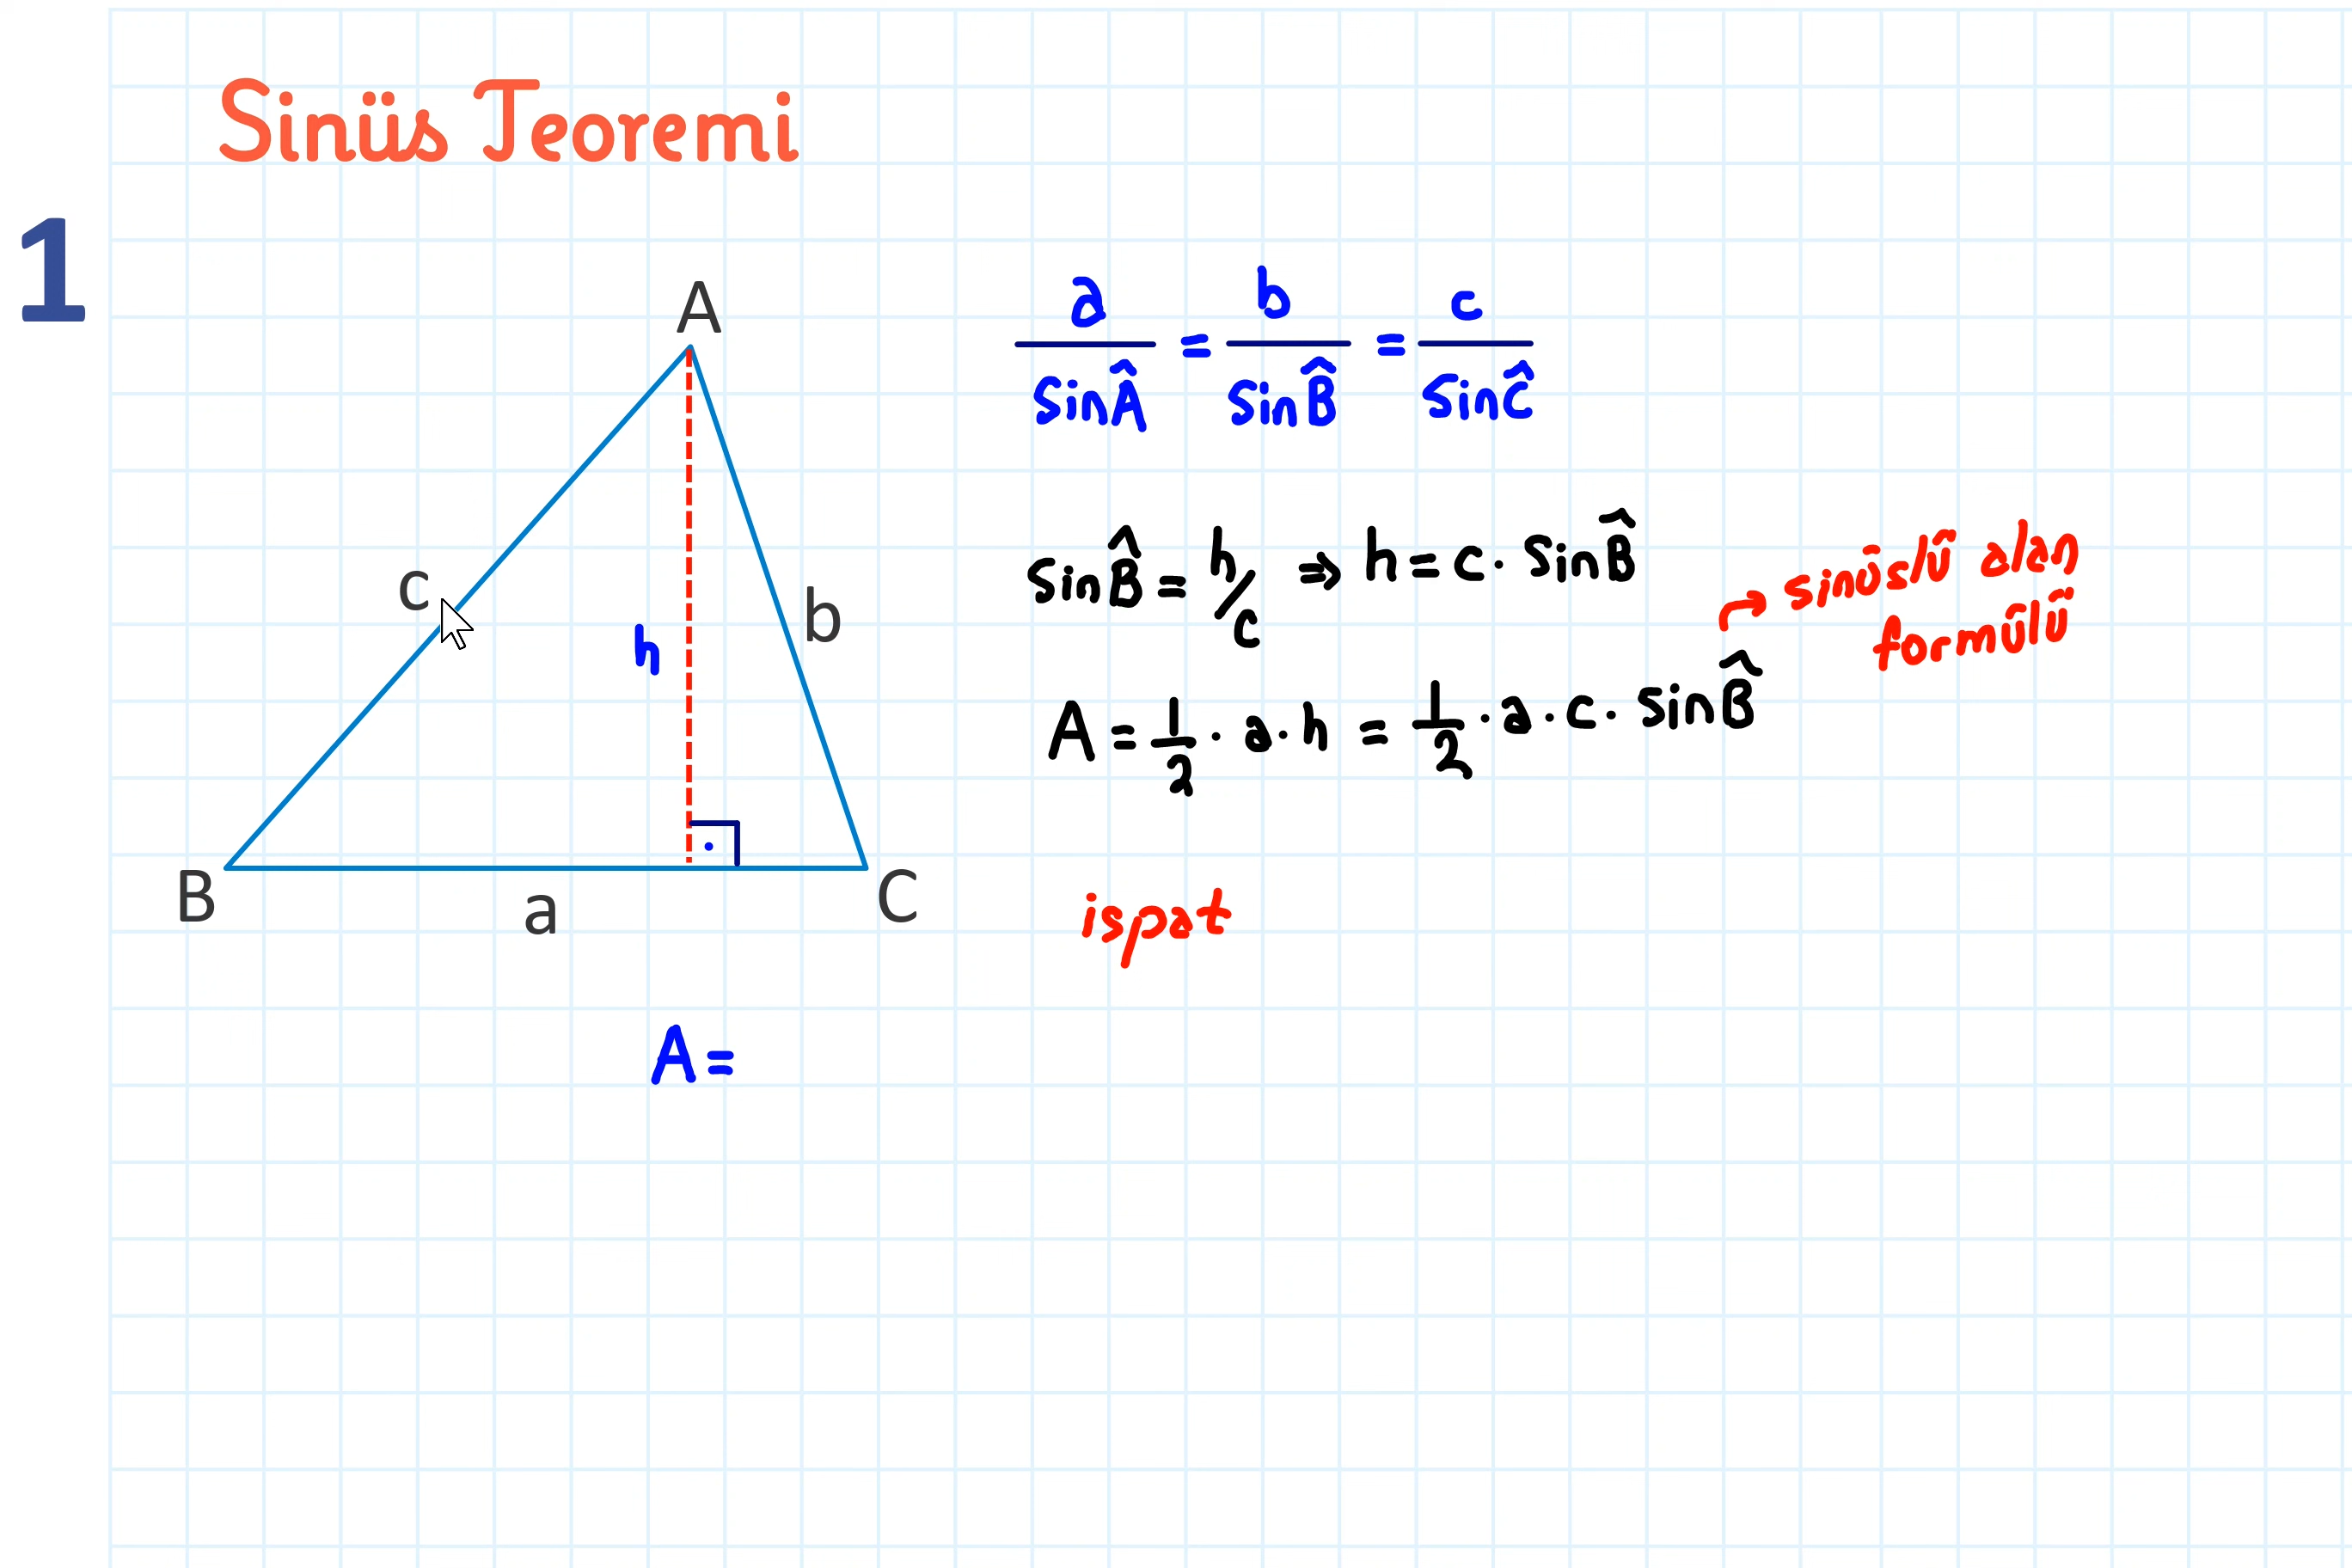 Sinüs Teoremi
1
A
c
h
b
B
a
C
a/sinÂ = b/sinB̂ = c/sinĈ
sinB̂ = h/c ⇒ h = c · sinB̂
→ sinüslü alan
formülü
A = 1/2 · a · h = 1/2 · a · c · sinB̂
ispat
A =